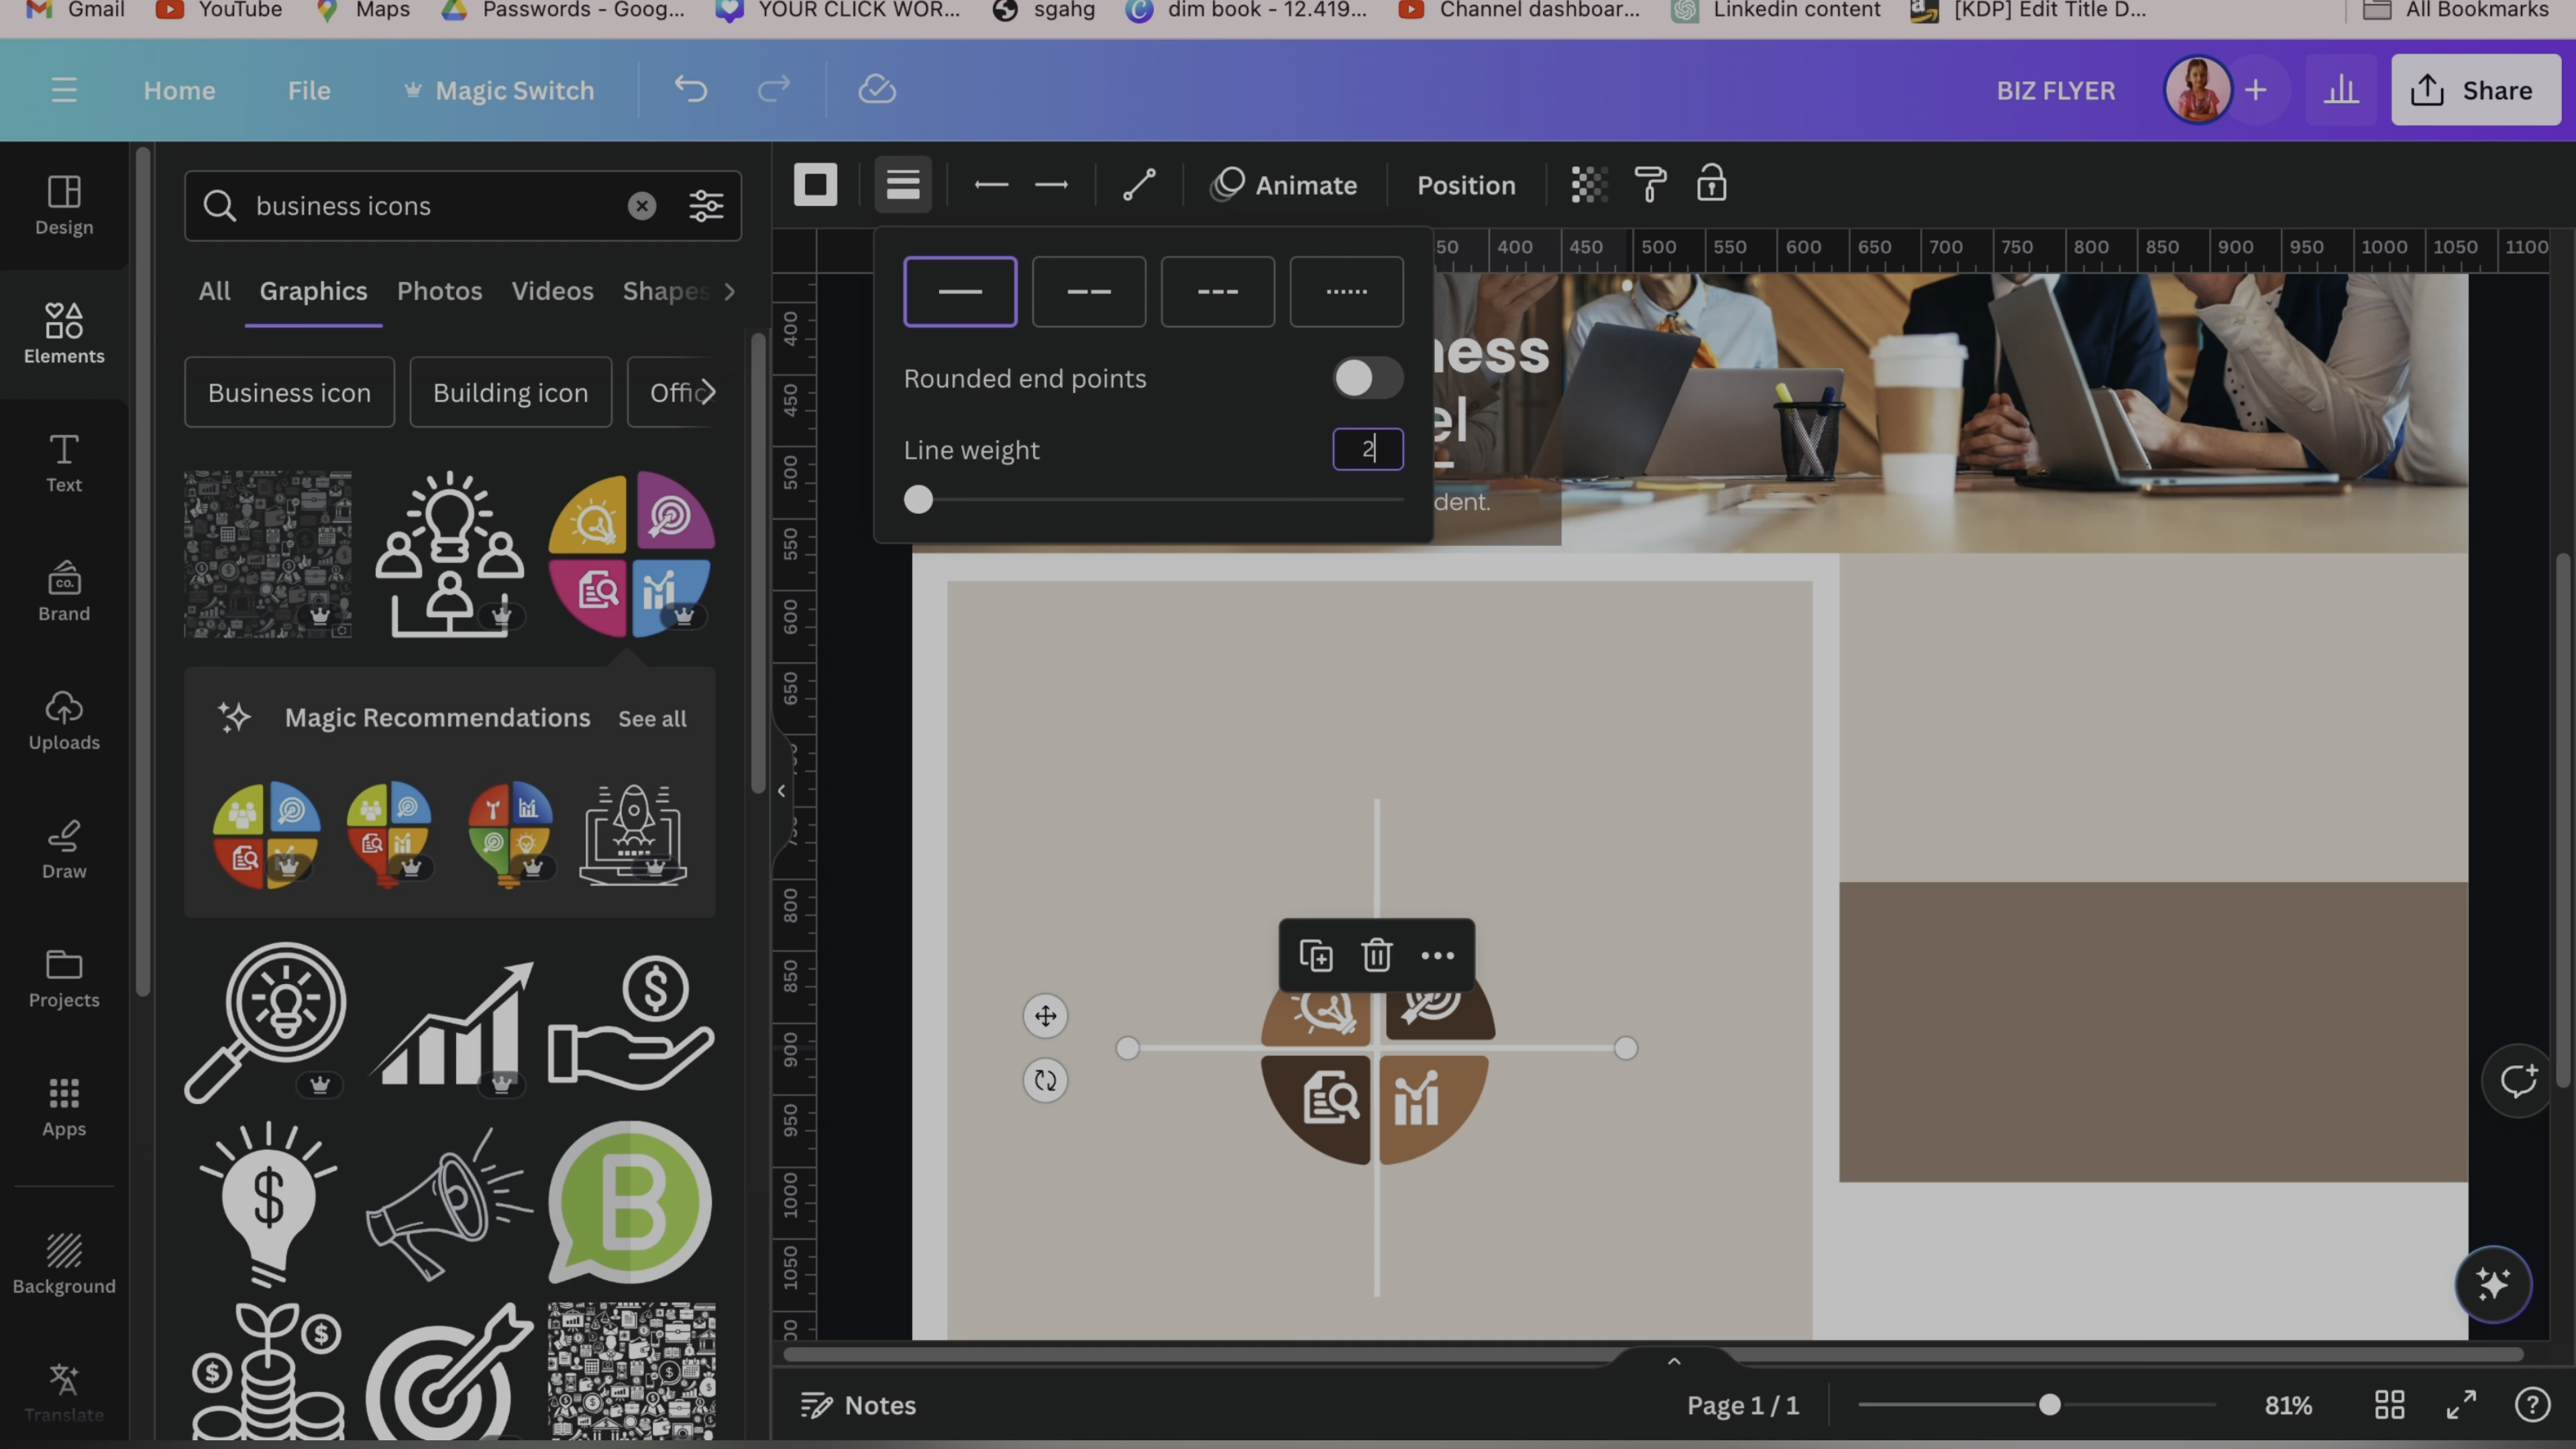 Gmail YouTube Maps Passwords - Goog... YOUR CLICK WOR... sgahg dim book - 12.419... Channel dashboar... Linkedin content [KDP] Edit Title D... All Bookmarks
Home File Magic Switch BIZ FLYER Share
Design
Elements
Text
Brand
CO.
Uploads
Draw
Projects
Apps
Background
Translate
business icons
All Graphics Photos Videos Shapes
Business icon Building icon Offic
Magic Recommendations See all
B
Animate Position
50 400 450 500 550 600 650 700 750 800 850 900 950 1000 1050 1100
400
450
500
550
600
650
800
850
900
950
1000
1050
Rounded end points
Line weight 2
ness
el
dent.
Notes Page 1 / 1 81%